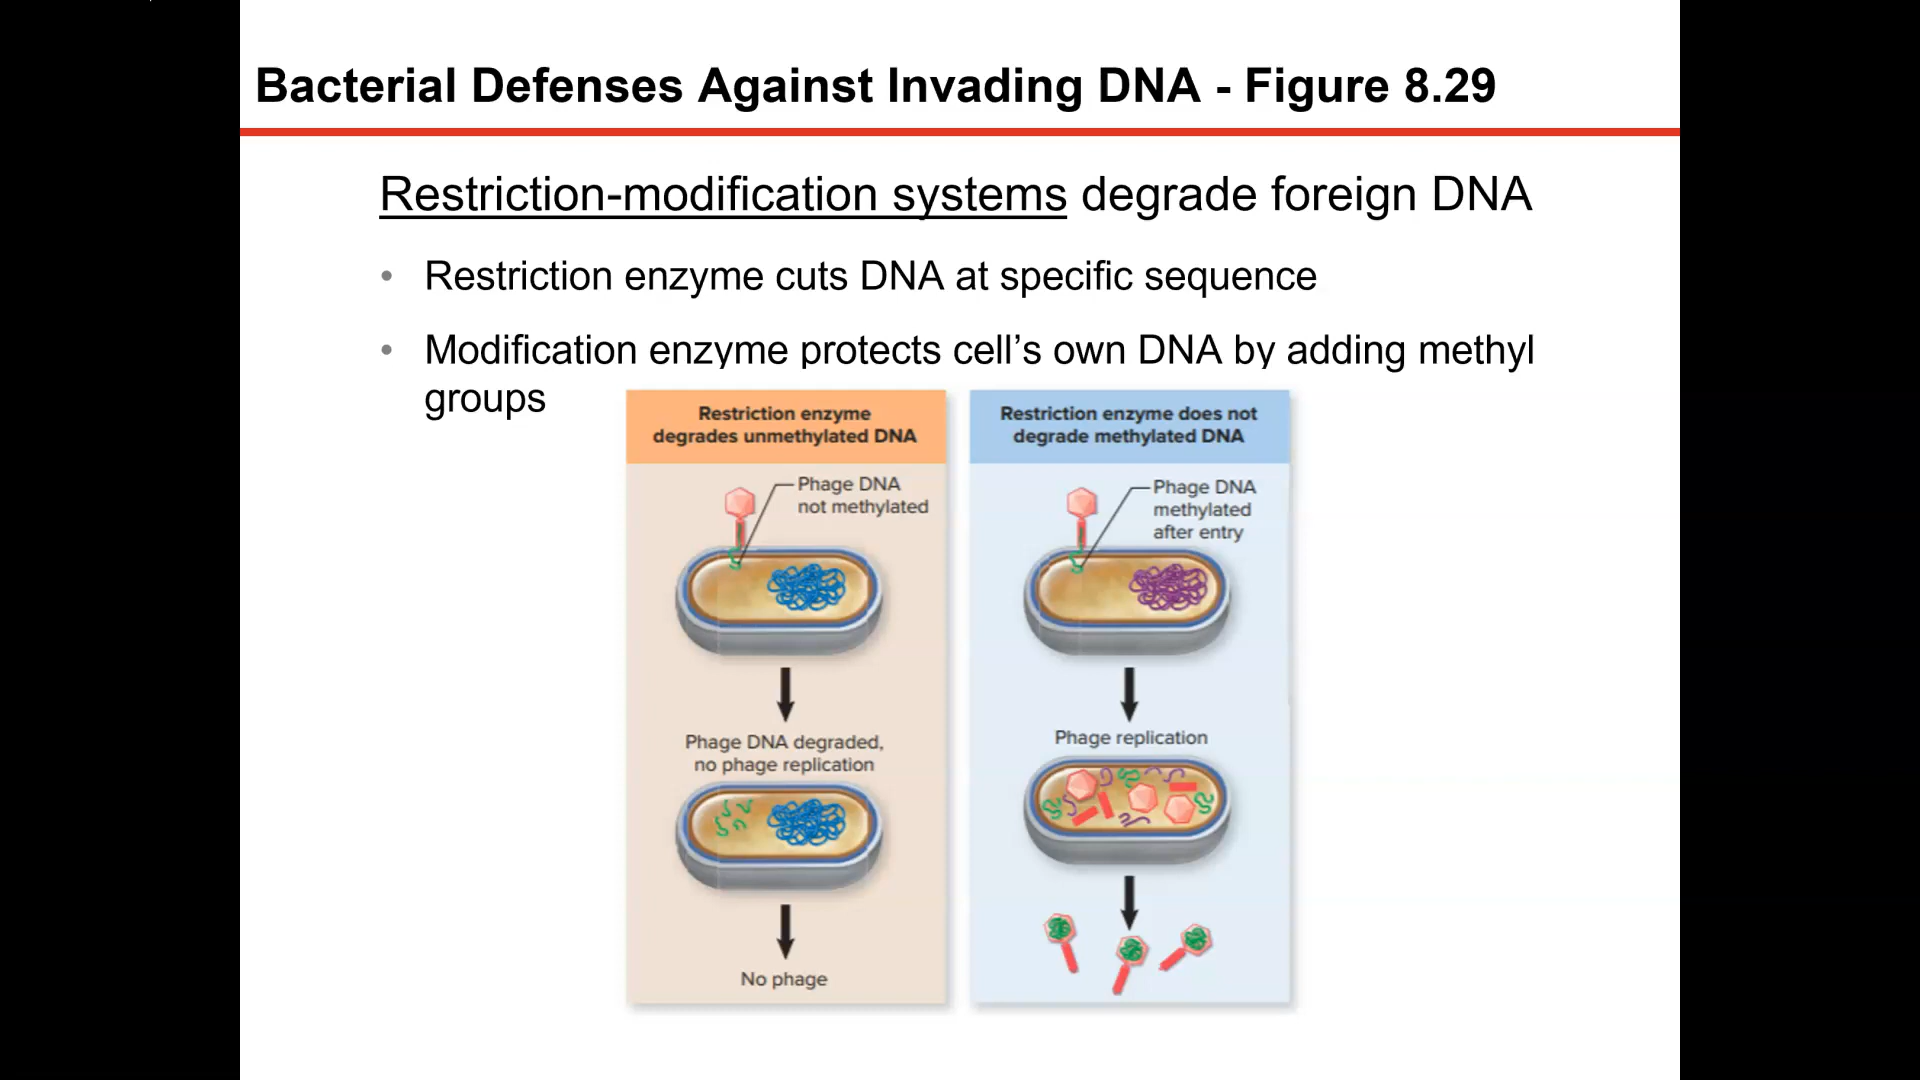 Bacterial Defenses Against Invading DNA - Figure 8.29
Restriction-modification systems degrade foreign DNA
• Restriction enzyme cuts DNA at specific sequence
• Modification enzyme protects cell’s own DNA by adding methyl
groups
Restriction enzyme
degrades unmethylated DNA
Phage DNA
not methylated
Phage DNA degraded,
no phage replication
No phage
Restriction enzyme does not
degrade methylated DNA
Phage DNA
methylated
after entry
Phage replication